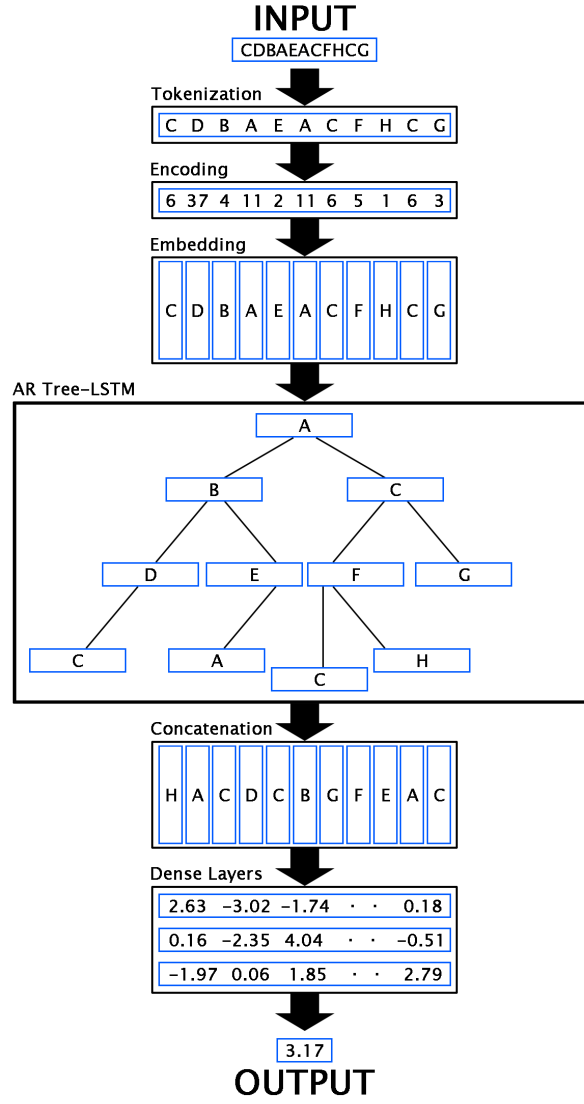 INPUT
CDBAEACFHCG
Tokenization
C D B A E A C F H C G
Encoding
6 37 4 11 2 11 6 5 1 6 3
Embedding
C D B A E A C F H C G
AR Tree-LSTM
A
B C
D E F G
C A H
C
Concatenation
H A C D C B G F E A C
Dense Layers
2.63 -3.02 -1.74 · · 0.18
0.16 -2.35 4.04 · · -0.51
-1.97 0.06 1.85 · · 2.79
3.17
OUTPUT